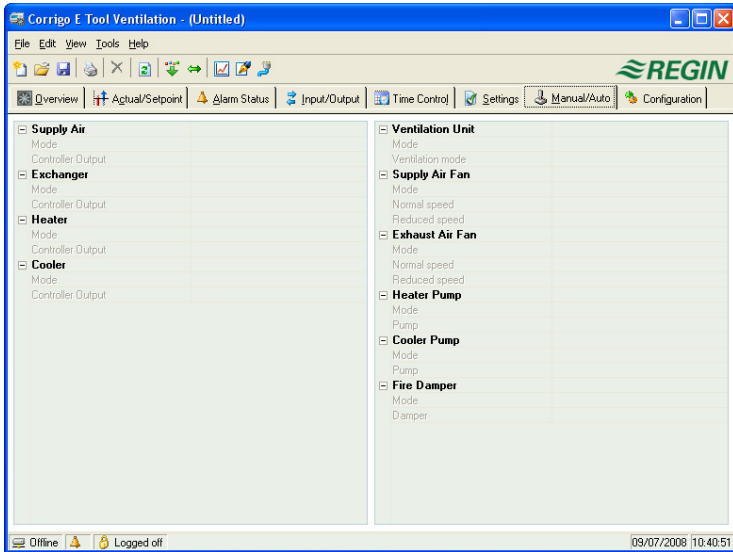 Corrigo E Tool Ventilation - (Untitled)
File Edit View Tools Help
REGIN
Overview Actual/Setpoint Alarm Status Input/Output Time Control Settings Manual/Auto Configuration
Supply Air
Mode
Controller Output
Exchanger
Mode
Controller Output
Heater
Mode
Controller Output
Cooler
Mode
Controller Output
Ventilation Unit
Mode
Ventilation mode
Supply Air Fan
Mode
Normal speed
Reduced speed
Exhaust Air Fan
Mode
Normal speed
Reduced speed
Heater Pump
Mode
Pump
Cooler Pump
Mode
Pump
Fire Damper
Mode
Damper
Offline Logged off 09/07/2008 10:40:51